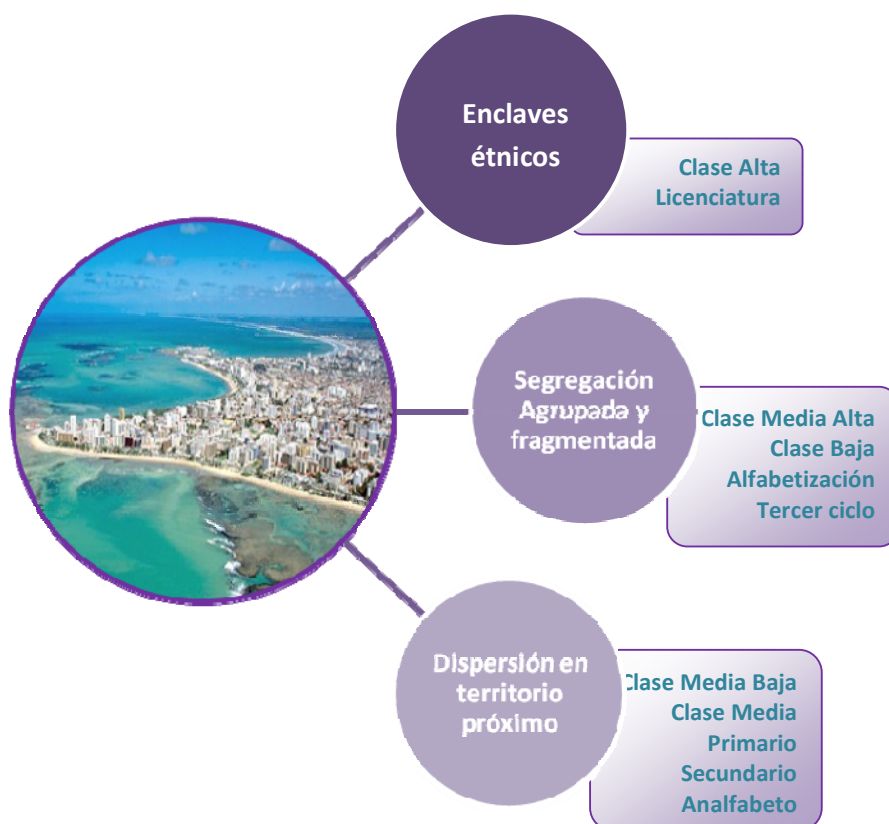 Enclaves
étnicos
Clase Alta
Licenciatura
Segregación
Agrupada y
fragmentada
Clase Media Alta
Clase Baja
Alfabetización
Tercer ciclo
Dispersión en
territorio
próximo
Clase Media Baja
Clase Media
Primario
Secundario
Analfabeto